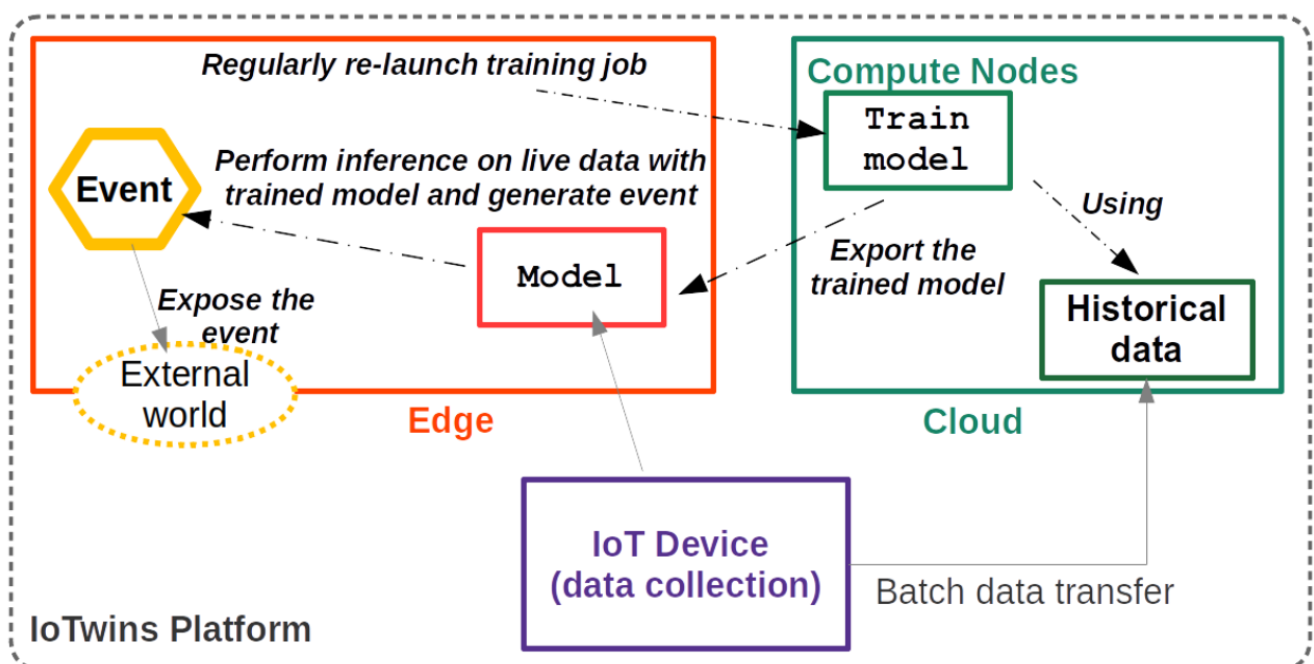 Regularly re-launch training job
Compute Nodes
Train
model
Perform inference on live data with
trained model and generate event
Event
Using
Model
Export the
trained model
Expose the
event
Historical
data
External
world
Edge
Cloud
IoT Device
(data collection)
Batch data transfer
IoTwins Platform